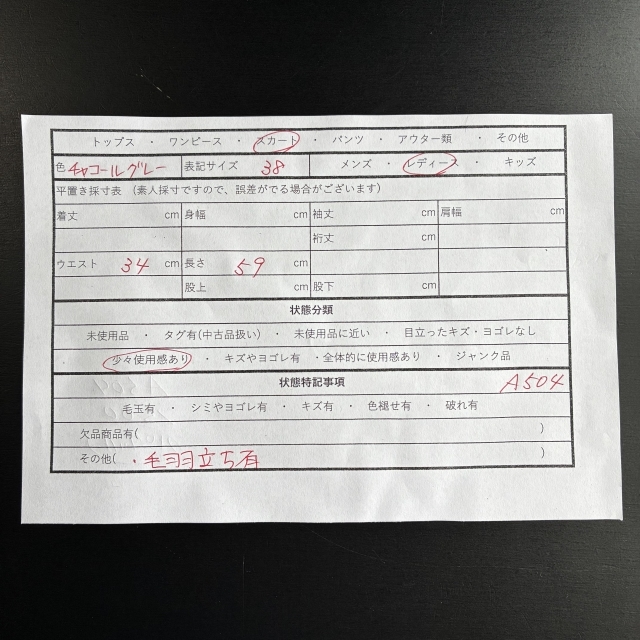 トップス ・ ワンピース ・ スカート ・ パンツ ・ アウター類 ・ その他
色 チャコールグレー 表記サイズ 38 メンズ ・ レディース ・ キッズ
平置き採寸表 (素人採寸ですので、誤差がでる場合がございます)
着丈 cm 身幅 cm 袖丈 cm 肩幅 cm
裄丈 cm
ウエスト 34 cm 長さ 59 cm
股上 cm 股下 cm
状態分類
未使用品 ・ タグ有(中古品扱い) ・ 未使用品に近い ・ 目立ったキズ・ヨゴレなし
少々使用感あり ・ キズやヨゴレ有 ・全体的に使用感あり ・ ジャンク品
状態特記事項 A504
毛玉有 ・ シミやヨゴレ有 ・ キズ有 ・ 色褪せ有 ・ 破れ有
欠品商品有( )
その他( ・毛羽立ち有 )